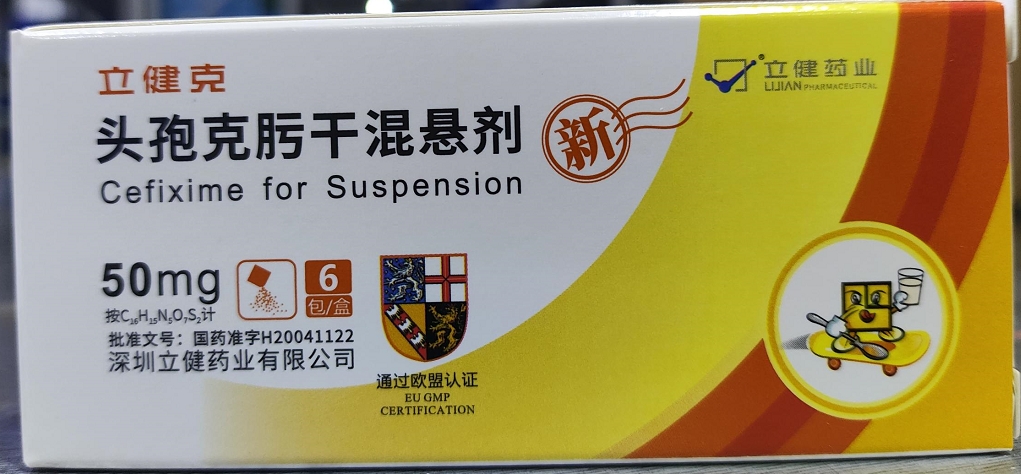 立健克
头孢克肟干混悬剂
Cefixime for Suspension
新
立健药业
LIJIAN PHARMACEUTICAL
50mg
按C₁₆H₁₅N₅O₇S₂计
6
包/盒
批准文号：国药准字H20041122
深圳立健药业有限公司
通过欧盟认证
EU GMP
CERTIFICATION